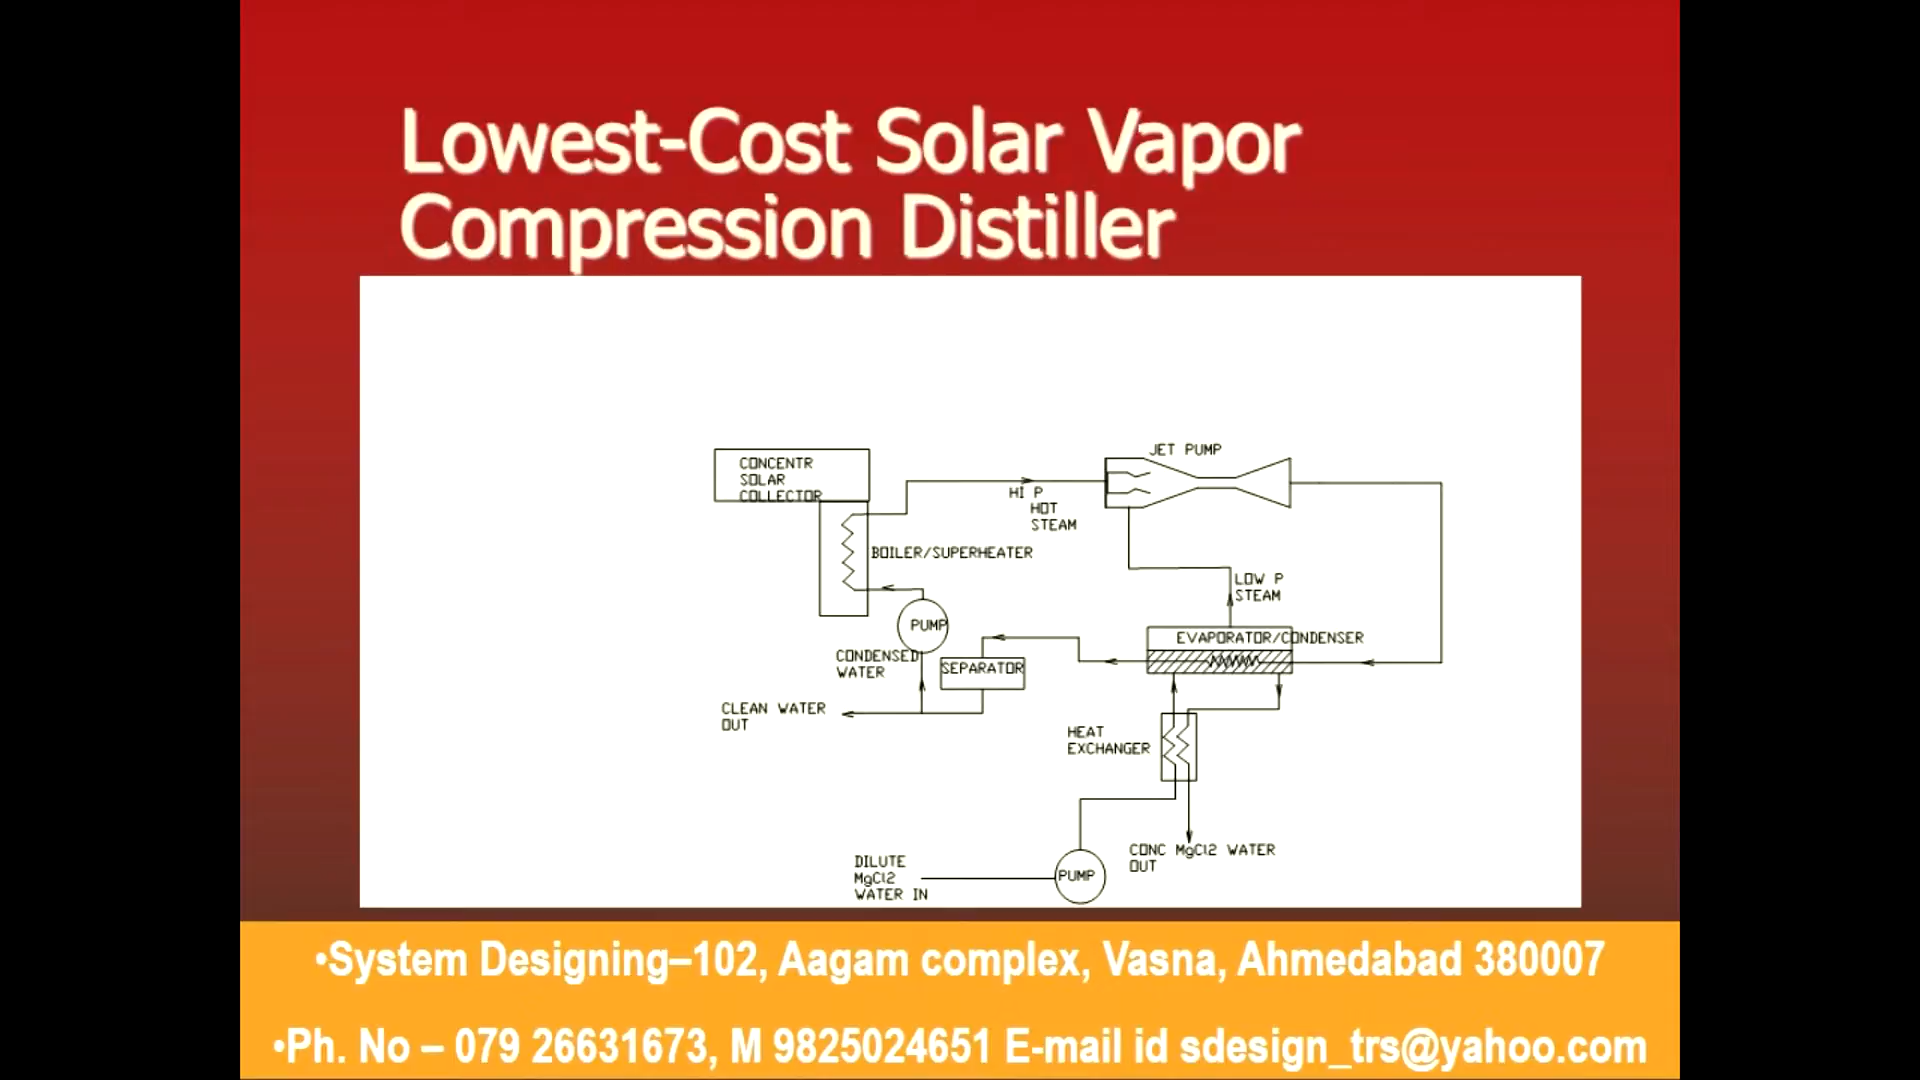 Lowest-Cost Solar Vapor
Compression Distiller
JET PUMP
CONCENTR
SOLAR
COLLECTOR
HI P
HOT
STEAM
BOILER/SUPERHEATER
LOW P
STEAM
PUMP
EVAPORATOR/CONDENSER
CONDENSED
WATER
SEPARATOR
CLEAN WATER
OUT
HEAT
EXCHANGER
CONC MgCl2 WATER
OUT
DILUTE
MgCl2
WATER IN
PUMP
•System Designing–102, Aagam complex, Vasna, Ahmedabad 380007
•Ph. No – 079 26631673, M 9825024651 E-mail id sdesign_trs@yahoo.com